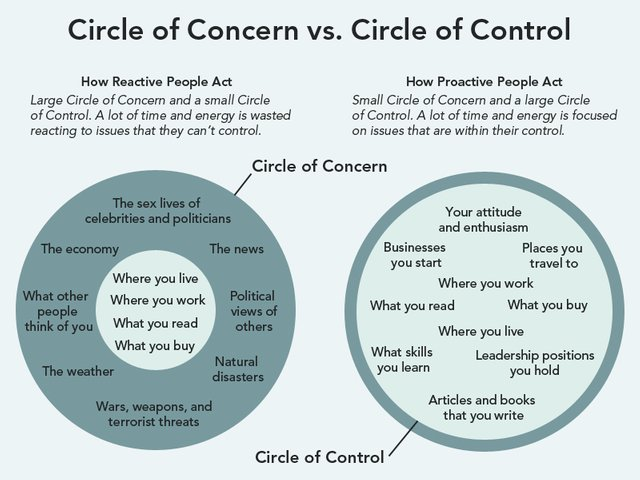 Circle of Concern vs. Circle of Control
How Reactive People Act
Large Circle of Concern and a small Circle
of Control. A lot of time and energy is wasted
reacting to issues that they can't control.
How Proactive People Act
Small Circle of Concern and a large Circle
of Control. A lot of time and energy is focused
on issues that are within their control.
Circle of Concern
The sex lives of
celebrities and politicians
The economy
The news
What other
people
think of you
Political
views of
others
The weather
Natural
disasters
Wars, weapons, and
terrorist threats
Where you live
Where you work
What you read
What you buy
Your attitude
and enthusiasm
Businesses
you start
Places you
travel to
Where you work
What you read
What you buy
Where you live
What skills
you learn
Leadership positions
you hold
Articles and books
that you write
Circle of Control